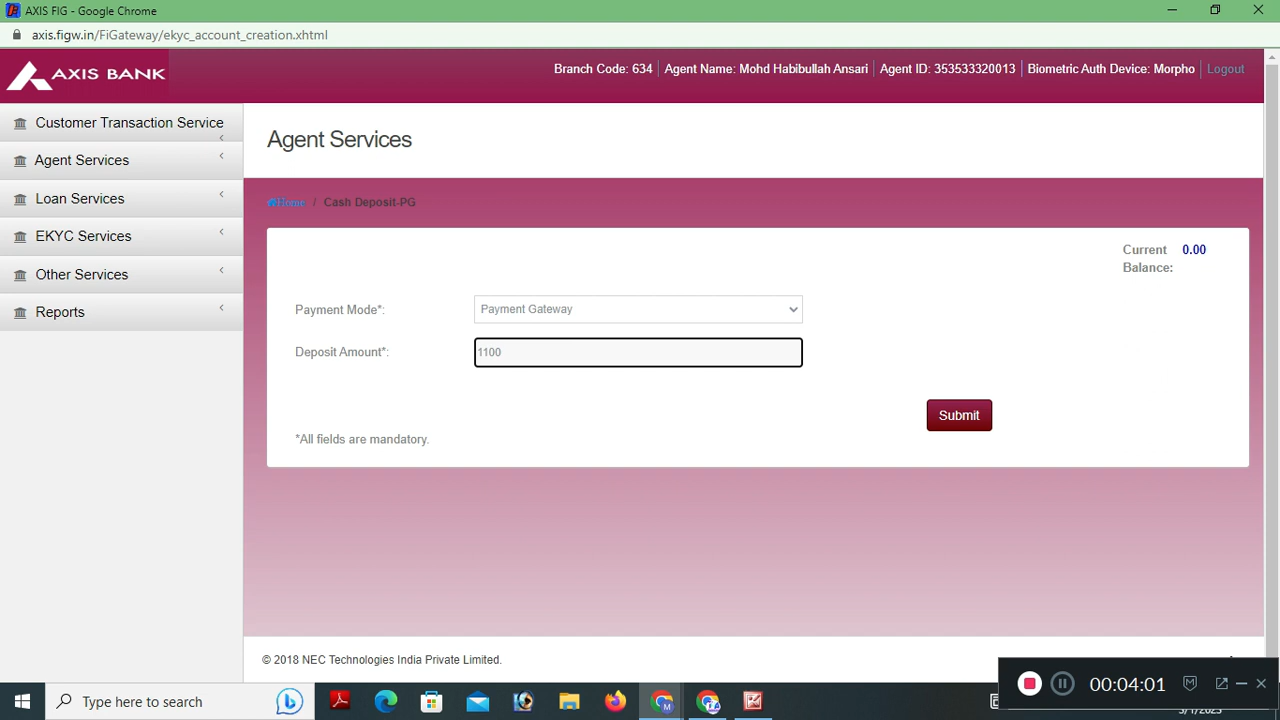 AXIS FIG - Google Chrome
axis.figw.in/FiGateway/ekyc_account_creation.xhtml
AXIS BANK
Branch Code: 634 Agent Name: Mohd Habibullah Ansari Agent ID: 353533320013 Biometric Auth Device: Morpho Logout
Customer Transaction Service
Agent Services
Loan Services
EKYC Services
Other Services
Reports
Agent Services
Home / Cash Deposit-PG
Current 0.00
Balance:
Payment Mode*: Payment Gateway
Deposit Amount*: 1100
Submit
*All fields are mandatory.
© 2018 NEC Technologies India Private Limited.
Type here to search
00:04:01